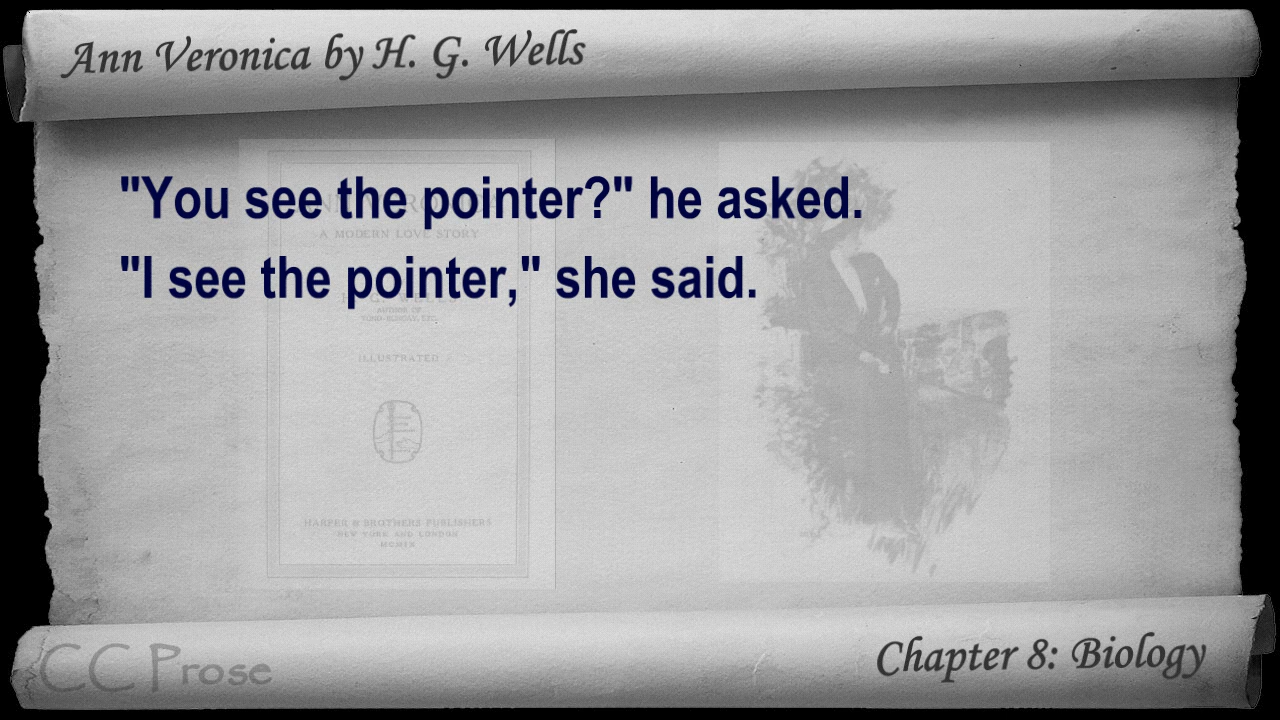 Ann Veronica by H. G. Wells
"You see the pointer?" he asked.
"I see the pointer," she said.
A MODERN LOVE STORY
ILLUSTRATED
HARPER & BROTHERS PUBLISHERS
NEW YORK AND LONDON
MCMIX
CC Prose
Chapter 8: Biology